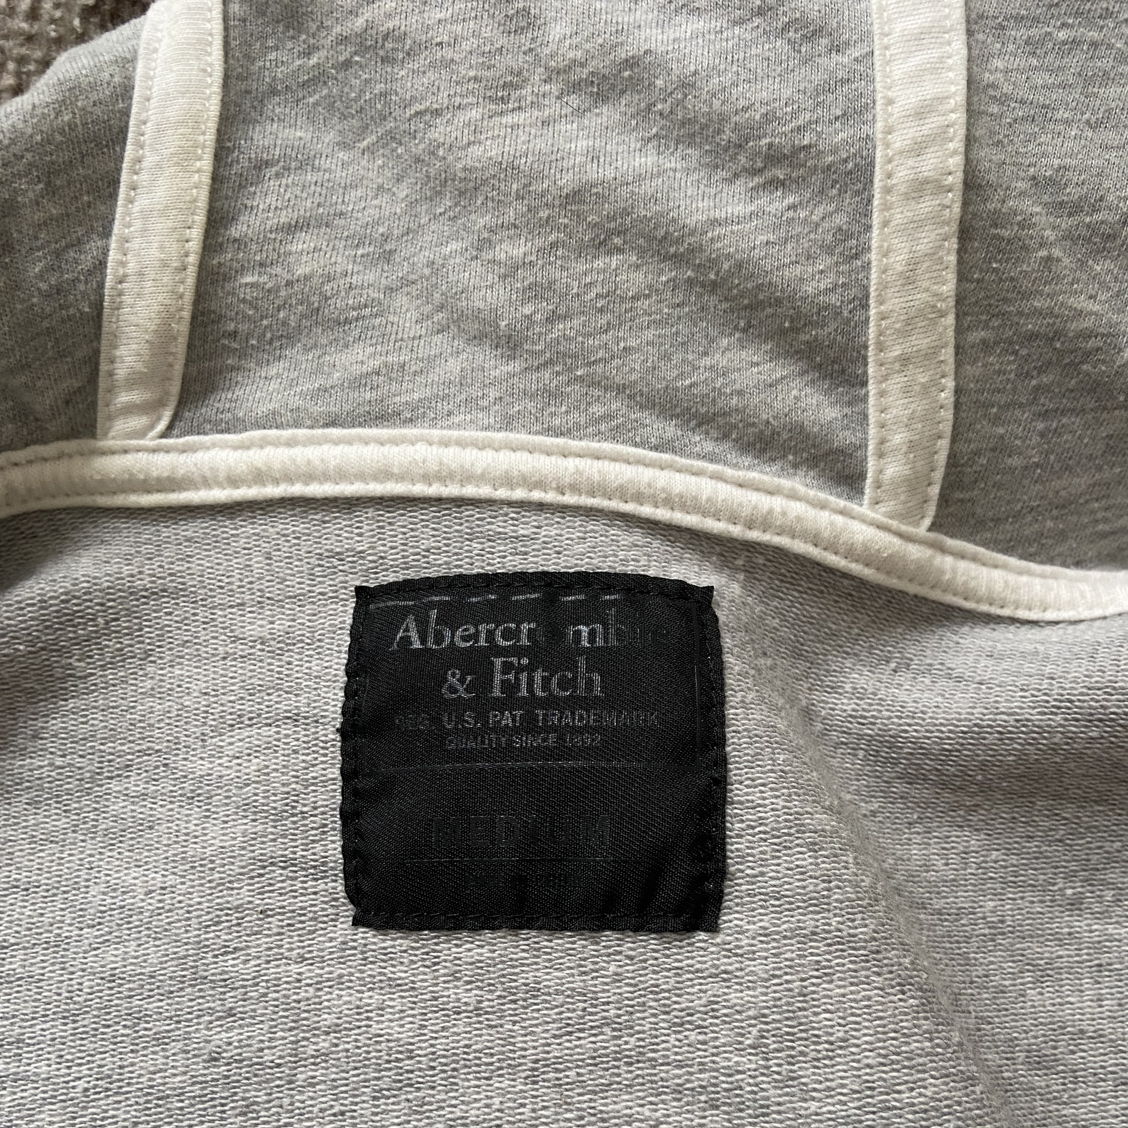 Abercrombie
& Fitch
REG. U.S. PAT. TRADEMARK
QUALITY SINCE 1892
MEDIUM